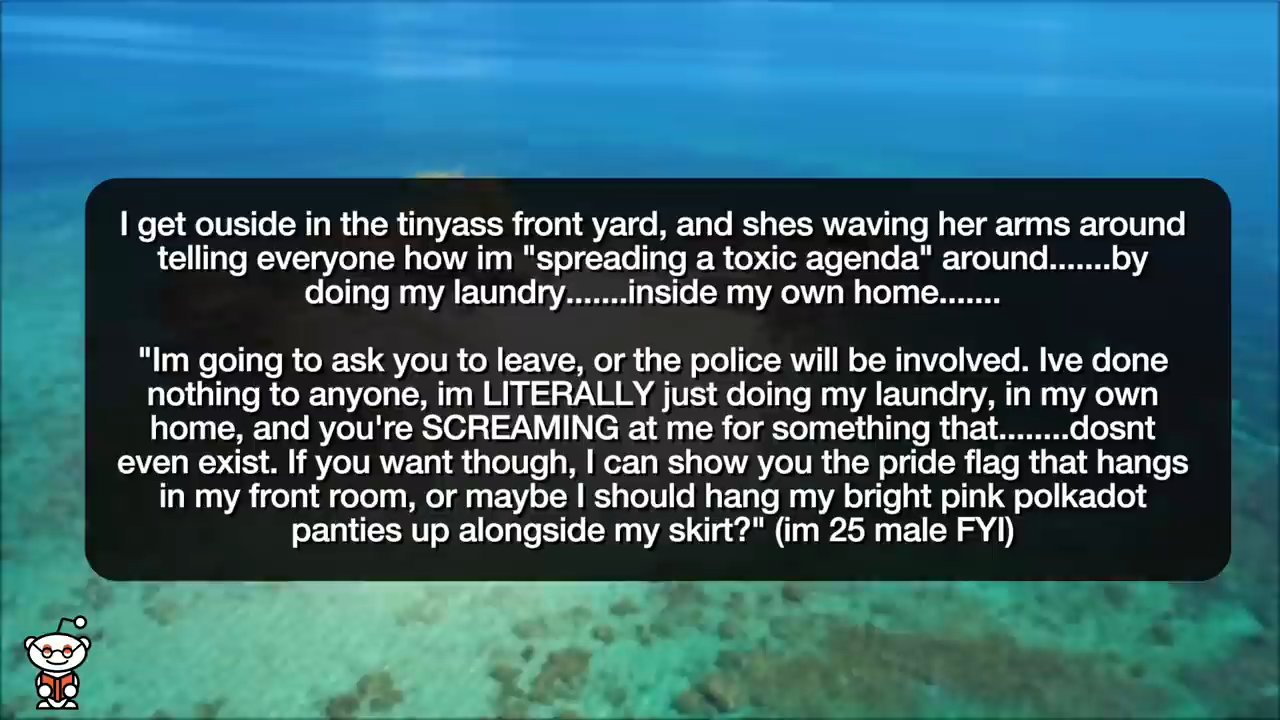 I get ouside in the tinyass front yard, and shes waving her arms around
telling everyone how im "spreading a toxic agenda" around.......by
doing my laundry.......inside my own home.......
"Im going to ask you to leave, or the police will be involved. Ive done
nothing to anyone, im LITERALLY just doing my laundry, in my own
home, and you're SCREAMING at me for something that........dosnt
even exist. If you want though, I can show you the pride flag that hangs
in my front room, or maybe I should hang my bright pink polkadot
panties up alongside my skirt?" (im 25 male FYI)